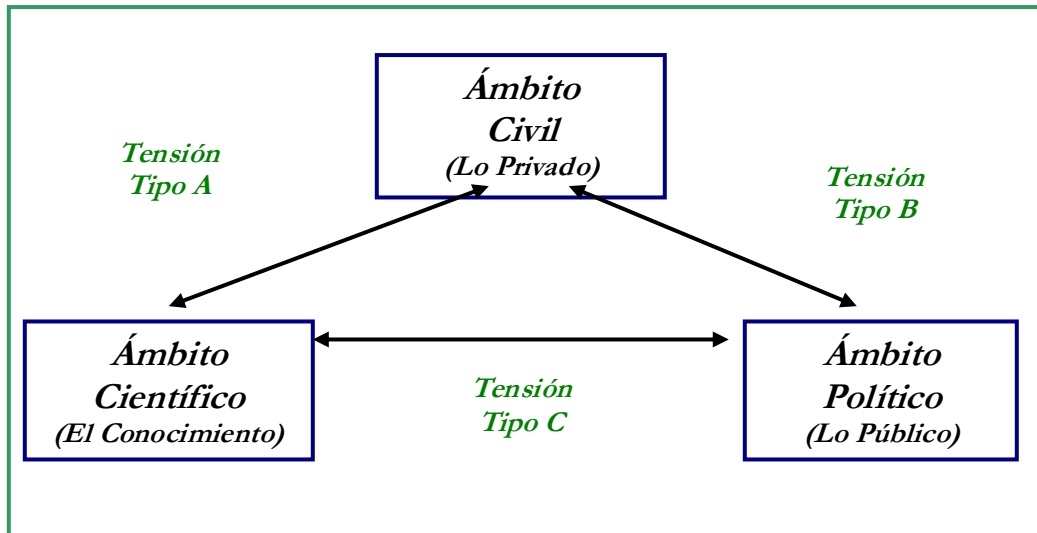 Ámbito
Civil
(Lo Privado)
Tensión
Tipo A
Tensión
Tipo B
Ámbito
Científico
(El Conocimiento)
Tensión
Tipo C
Ámbito
Político
(Lo Público)